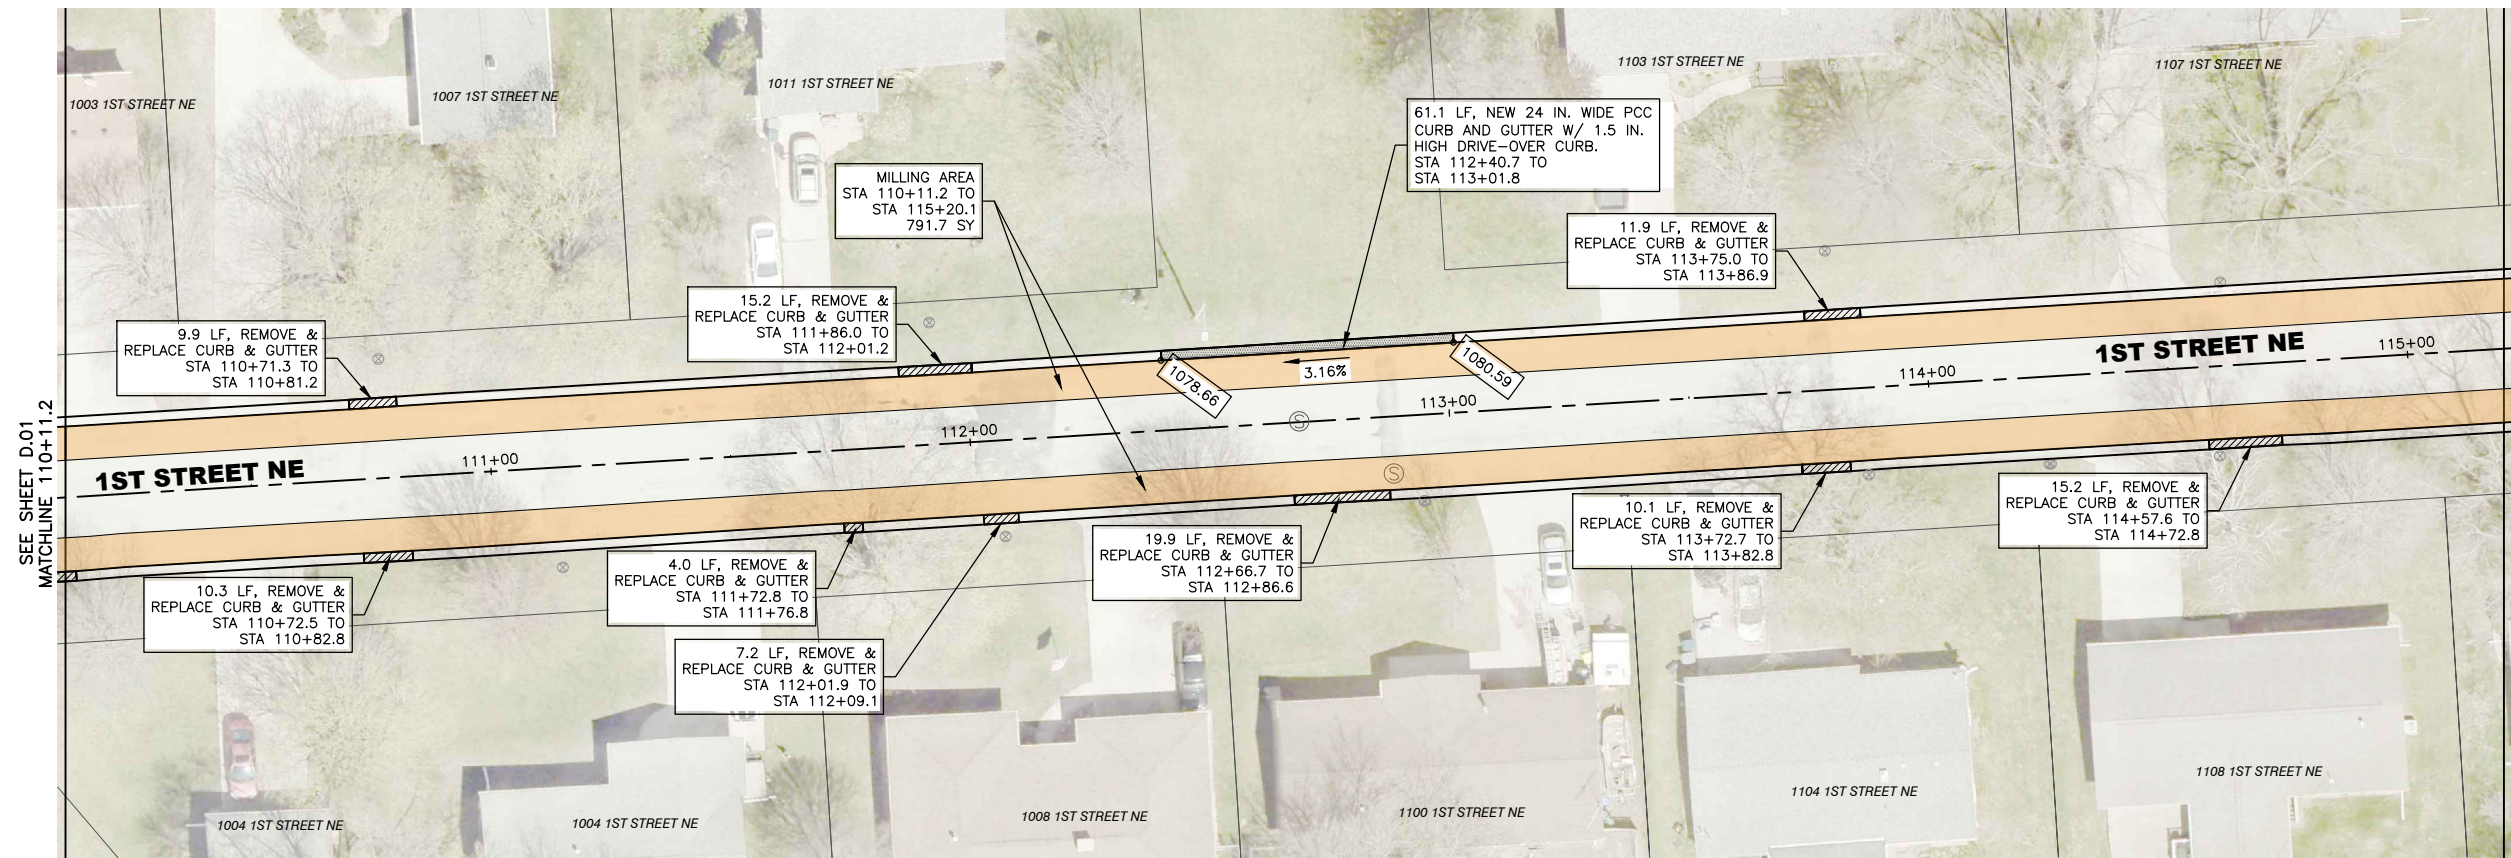 1003 1ST STREET NE
1007 1ST STREET NE
1011 1ST STREET NE
1103 1ST STREET NE
1107 1ST STREET NE
61.1 LF, NEW 24 IN. WIDE PCC
CURB AND GUTTER W/ 1.5 IN.
HIGH DRIVE-OVER CURB.
STA 112+40.7 TO
STA 113+01.8
MILLING AREA
STA 110+11.2 TO
STA 115+20.1
791.7 SY
11.9 LF, REMOVE &
REPLACE CURB & GUTTER
STA 113+75.0 TO
STA 113+86.9
15.2 LF, REMOVE &
REPLACE CURB & GUTTER
STA 111+86.0 TO
STA 112+01.2
9.9 LF, REMOVE &
REPLACE CURB & GUTTER
STA 110+71.3 TO
STA 110+81.2
1078.66
3.16%
1080.59
1ST STREET NE
115+00
114+00
113+00
112+00
111+00
1ST STREET NE
SEE SHEET D.01
MATCHLINE 110+11.2
S
S
10.3 LF, REMOVE &
REPLACE CURB & GUTTER
STA 110+72.5 TO
STA 110+82.8
4.0 LF, REMOVE &
REPLACE CURB & GUTTER
STA 111+72.8 TO
STA 111+76.8
7.2 LF, REMOVE &
REPLACE CURB & GUTTER
STA 112+01.9 TO
STA 112+09.1
19.9 LF, REMOVE &
REPLACE CURB & GUTTER
STA 112+66.7 TO
STA 112+86.6
10.1 LF, REMOVE &
REPLACE CURB & GUTTER
STA 113+72.7 TO
STA 113+82.8
15.2 LF, REMOVE &
REPLACE CURB & GUTTER
STA 114+57.6 TO
STA 114+72.8
1004 1ST STREET NE
1004 1ST STREET NE
1008 1ST STREET NE
1100 1ST STREET NE
1104 1ST STREET NE
1108 1ST STREET NE